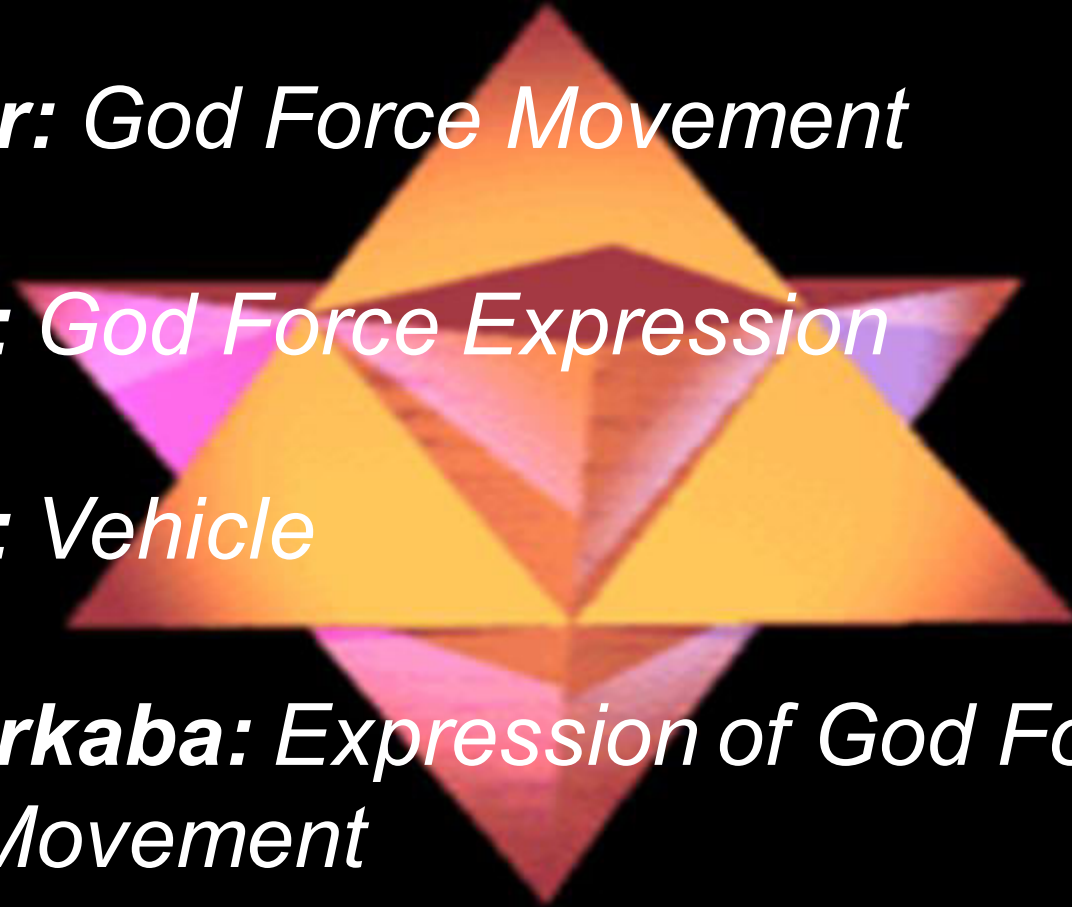 r: God Force Movement
: God Force Expression
: Vehicle
rkaba: Expression of God Fo
Movement